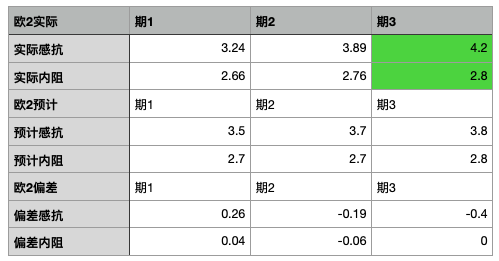 欧2实际 期1 期2 期3
实际感抗 3.24 3.89 4.2
实际内阻 2.66 2.76 2.8
欧2预计 期1 期2 期3
预计感抗 3.5 3.7 3.8
预计内阻 2.7 2.7 2.8
欧2偏差 期1 期2 期3
偏差感抗 0.26 -0.19 -0.4
偏差内阻 0.04 -0.06 0